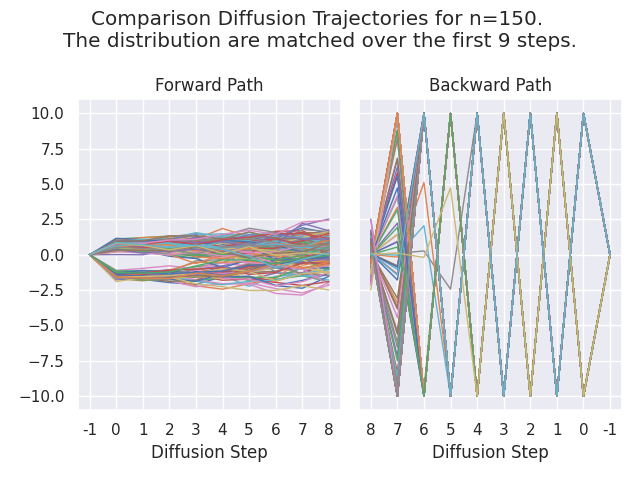 Comparison Diffusion Trajectories for n=150.
The distribution are matched over the first 9 steps.
Forward Path
Backward Path
10.0
7.5
5.0
2.5
0.0
−2.5
−5.0
−7.5
−10.0
-1 0 1 2 3 4 5 6 7 8
8 7 6 5 4 3 2 1 0 -1
Diffusion Step
Diffusion Step